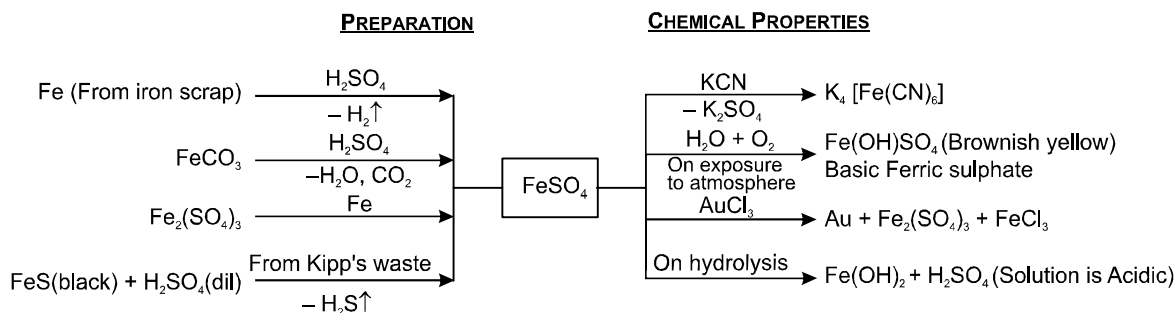 PREPARATION
CHEMICAL PROPERTIES
Fe (From iron scrap)
H₂SO₄
– H₂↑
FeCO₃
H₂SO₄
–H₂O, CO₂
Fe₂(SO₄)₃
Fe
FeS(black) + H₂SO₄(dil)
From Kipp's waste
– H₂S↑
FeSO₄
KCN
– K₂SO₄
K₄ [Fe(CN)₆]
H₂O + O₂
On exposure
to atmosphere
Fe(OH)SO₄ (Brownish yellow)
Basic Ferric sulphate
AuCl₃
Au + Fe₂(SO₄)₃ + FeCl₃
On hydrolysis
Fe(OH)₂ + H₂SO₄ (Solution is Acidic)